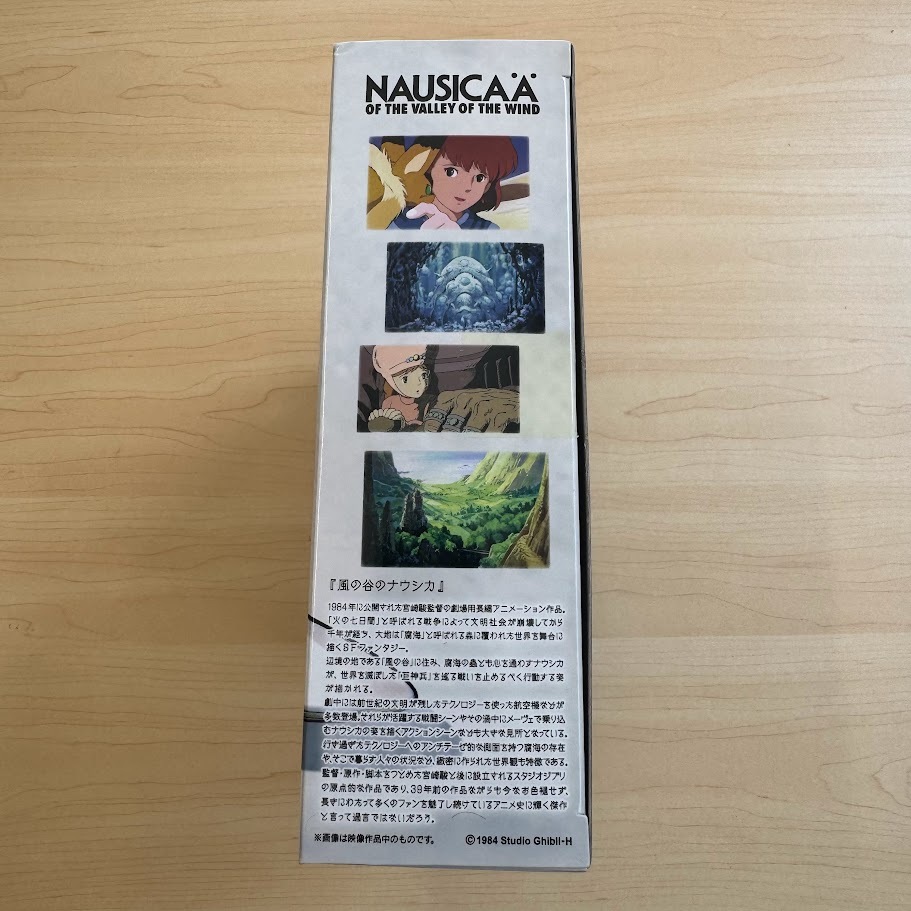 NAUSICAÄ
OF THE VALLEY OF THE WIND
『風の谷のナウシカ』
1984年に公開された宮崎駿監督の劇場用長編アニメーション作品。
「火の七日間」と呼ばれる戦争によって文明社会が崩壊してから
千年が経ち、大地は「腐海」と呼ばれる森に覆われた世界を舞台に
描くSFファンタジー。
辺境の地である「風の谷」に住み、腐海の蟲とも心を通わすナウシカ
が、世界を滅ぼした「巨神兵」を巡る戦いを止めるべく行動する姿
が描かれる。
劇中には前世紀の文明が残したテクノロジーを使った航空機などが
多数登場。それらが活躍する戦闘シーンやその渦中にメーヴェで乗り込
むナウシカの姿を描くアクションシーンなども大きな見所となっている。
行き過ぎたテクノロジーへのアンチテーゼ的な側面を持つ腐海の存在
や、そこで暮らす人々の状況など、緻密に作られた世界観も特徴である。
監督・原作・脚本をつとめた宮崎駿と後に設立されるスタジオジブリ
の原点的な作品であり、39年前の作品ながらも今なお色褪せず、
長きにわたって多くのファンを魅了し続けているアニメ史に輝く傑作
と言って過言ではないだろう。
※画像は映像作品中のものです。
©1984 Studio Ghibli・H